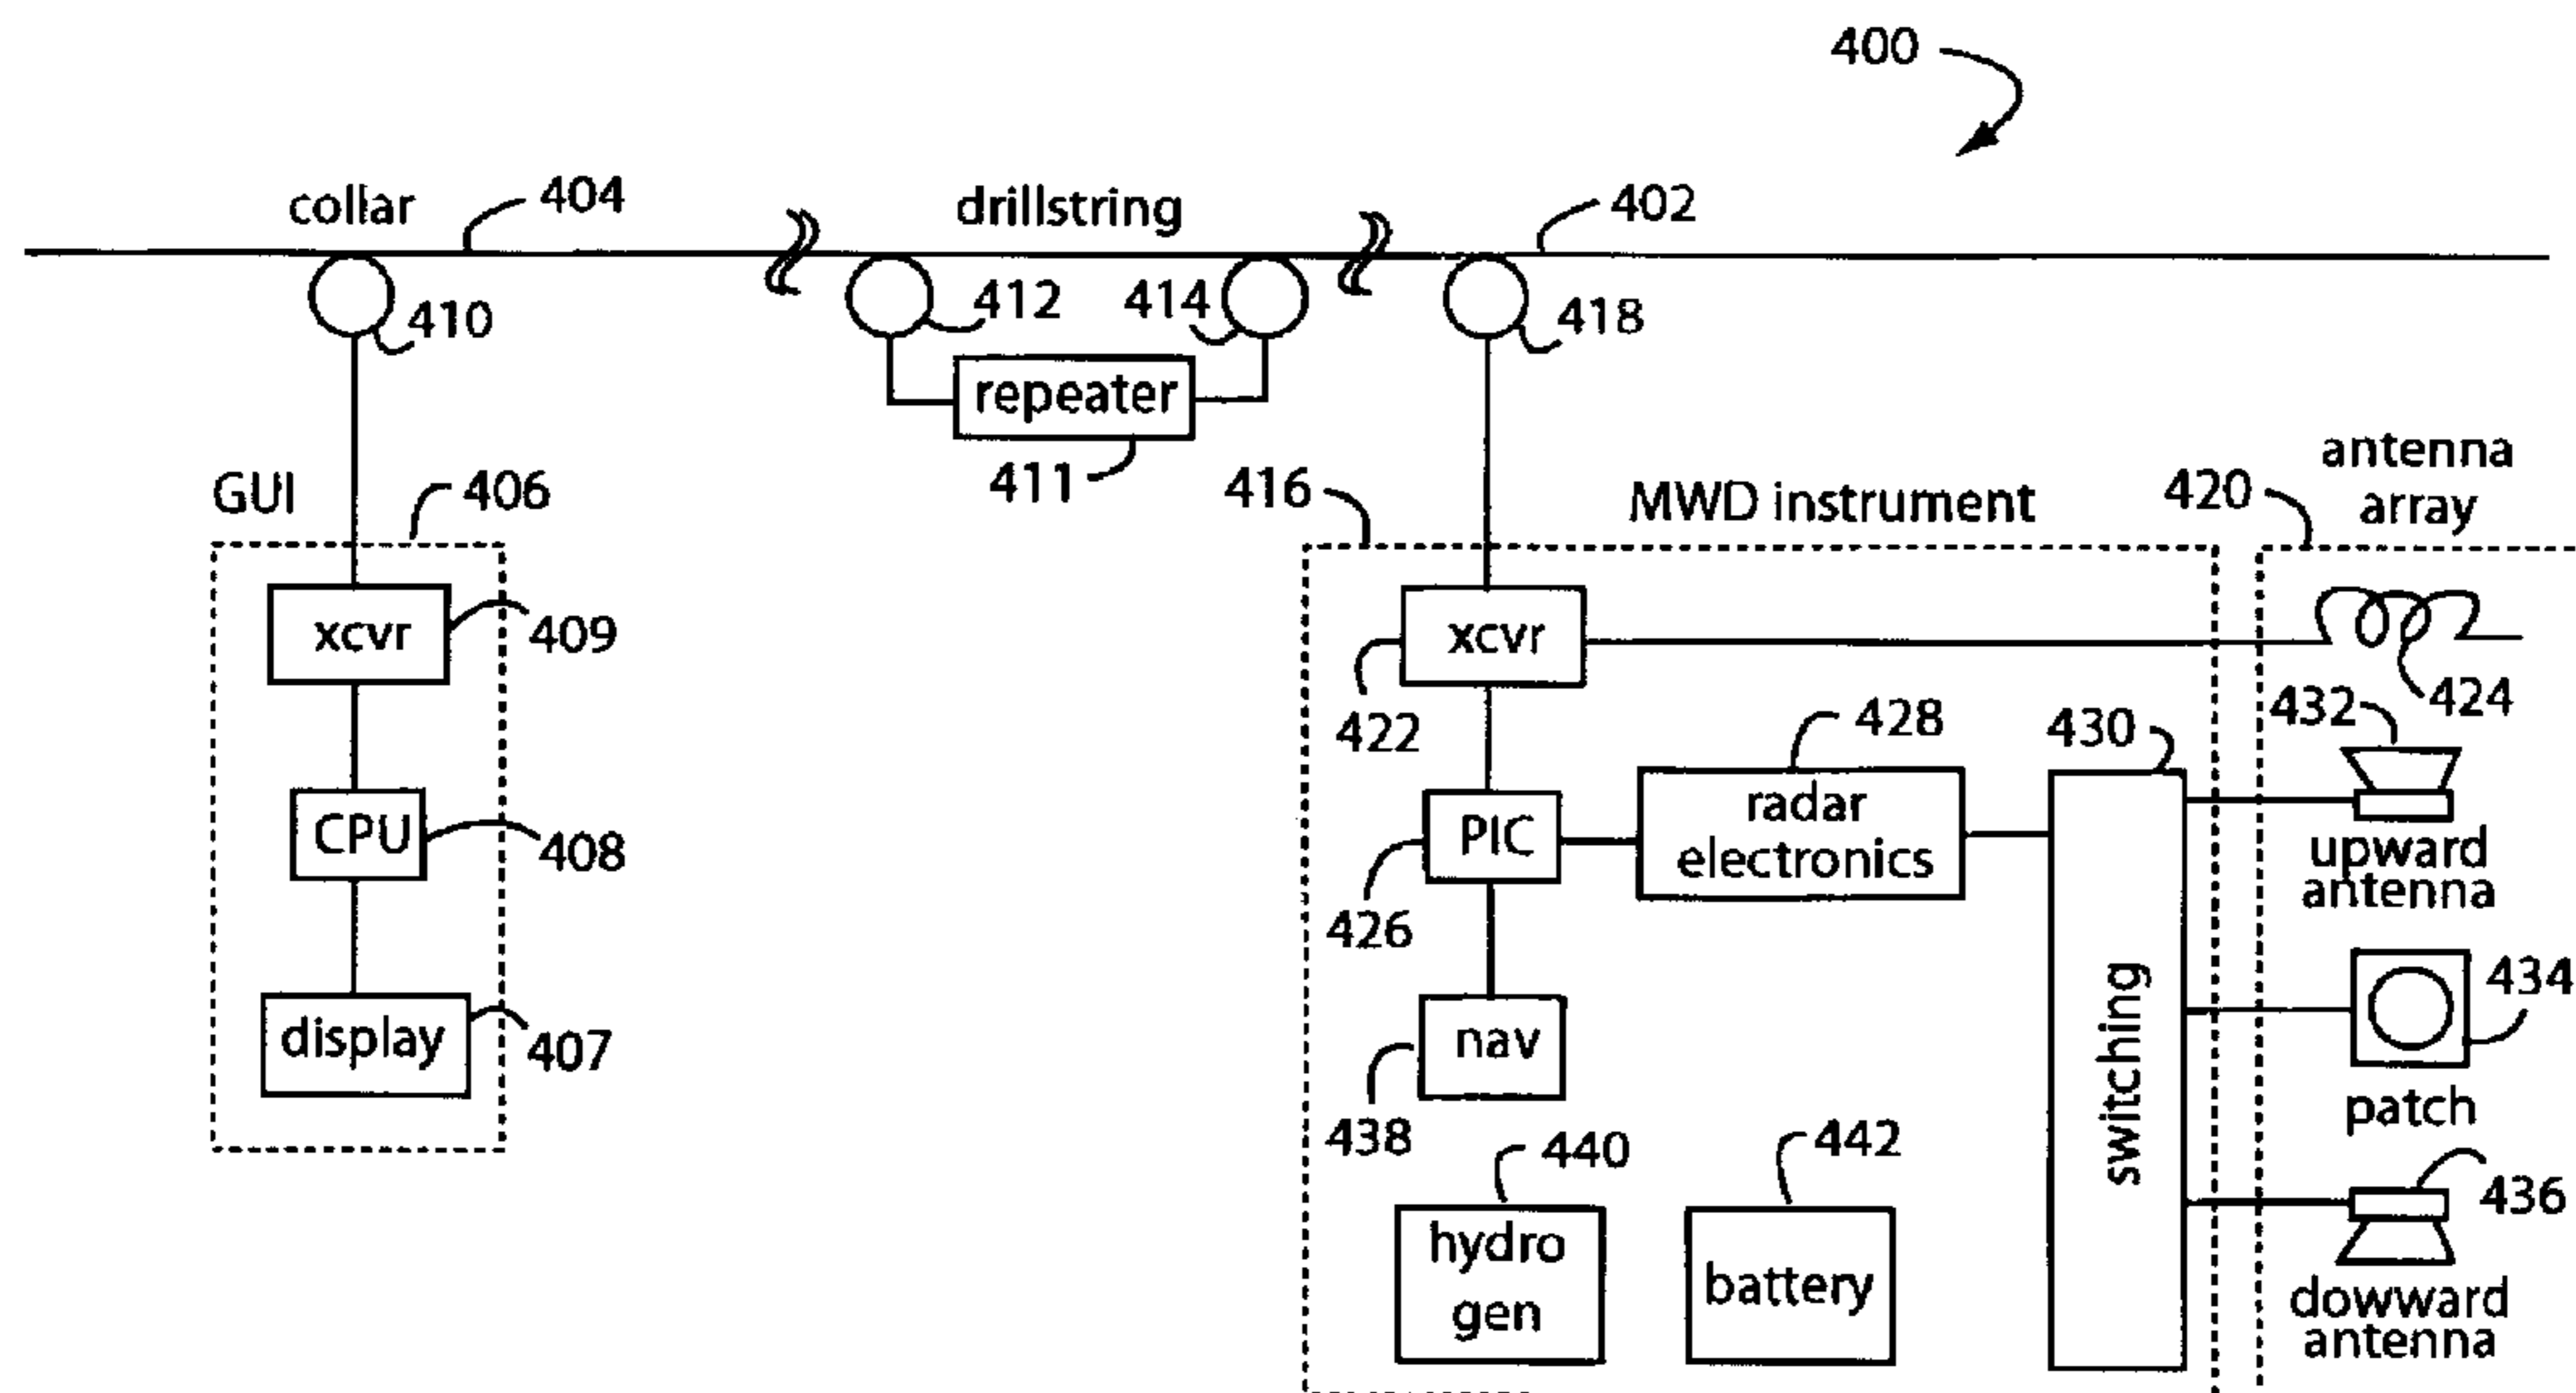 400
collar
404
drillstring
402
410
412
414
418
repeater
411
GUI
406
416
MWD instrument
420
antenna
array
xcvr
409
xcvr
422
424
CPU
408
PIC
426
428
radar
electronics
430
432
upward
antenna
display
407
nav
438
switching
434
patch
440
hydro
gen
442
battery
436
dowward
antenna